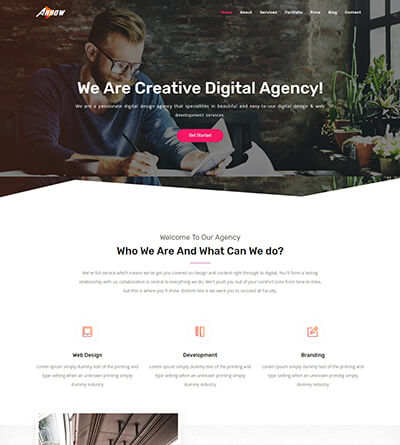 ARROW
Home About Services Portfolio Price Blog Contact
We Are Creative Digital Agency!
We are a passionate digital design agency that specialities in beautiful and easy-to-use digital design & web
development services.
Get Started
Welcome To Our Agency
Who We Are And What Can We do?
We're full service which means we've got you covered on design and content right through to digital. You'll form a lasting
relationship with us, collaboration is central to everything we do. We'll push you out of your comfort zone from time to time,
but this is where you'll shine. Bottom line is we want you to succeed at
Web Design
Development
Branding
Lorem Ipsum simply dummy text of the printing and
type setting when an unknown printing simply
dummy industry
Lorem Ipsum simply dummy text of the printing and
type setting when an unknown printing simply
dummy industry
Lorem Ipsum simply dummy text of the printing and
type setting when an unknown printing simply
dummy industry